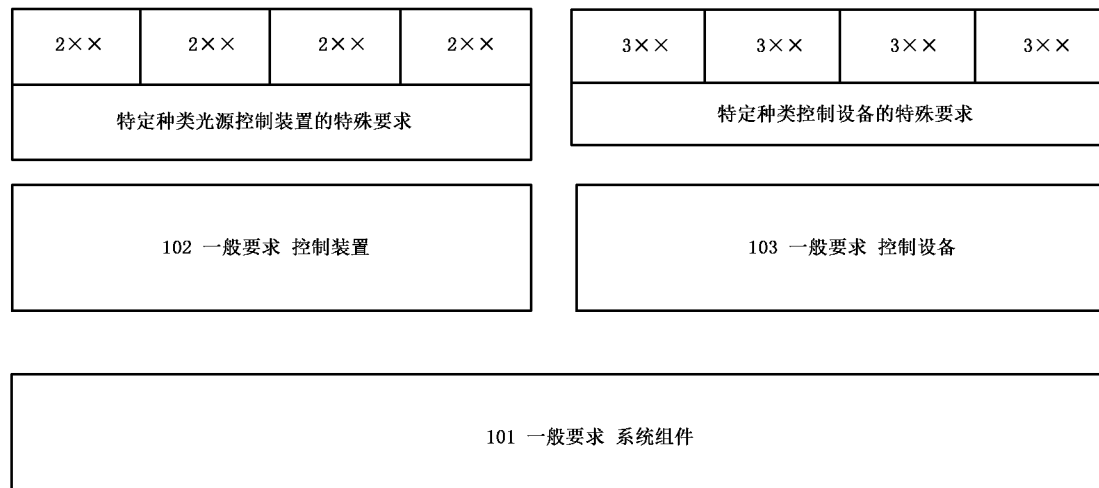 2×× 2×× 2×× 2××
特定种类光源控制装置的特殊要求
3×× 3×× 3×× 3××
特定种类控制设备的特殊要求
102 一般要求 控制装置
103 一般要求 控制设备
101 一般要求 系统组件